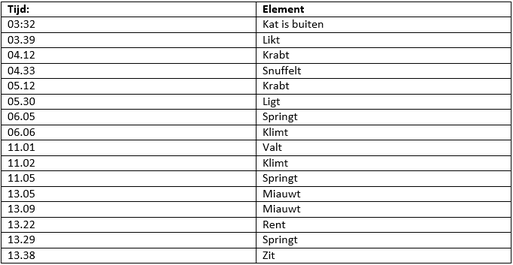 Tijd: Element
03:32 Kat is buiten
03.39 Likt
04.12 Krabt
04.33 Snuffelt
05.12 Krabt
05.30 Ligt
06.05 Springt
06.06 Klimt
11.01 Valt
11.02 Klimt
11.05 Springt
13.05 Miauwt
13.09 Miauwt
13.22 Rent
13.29 Springt
13.38 Zit